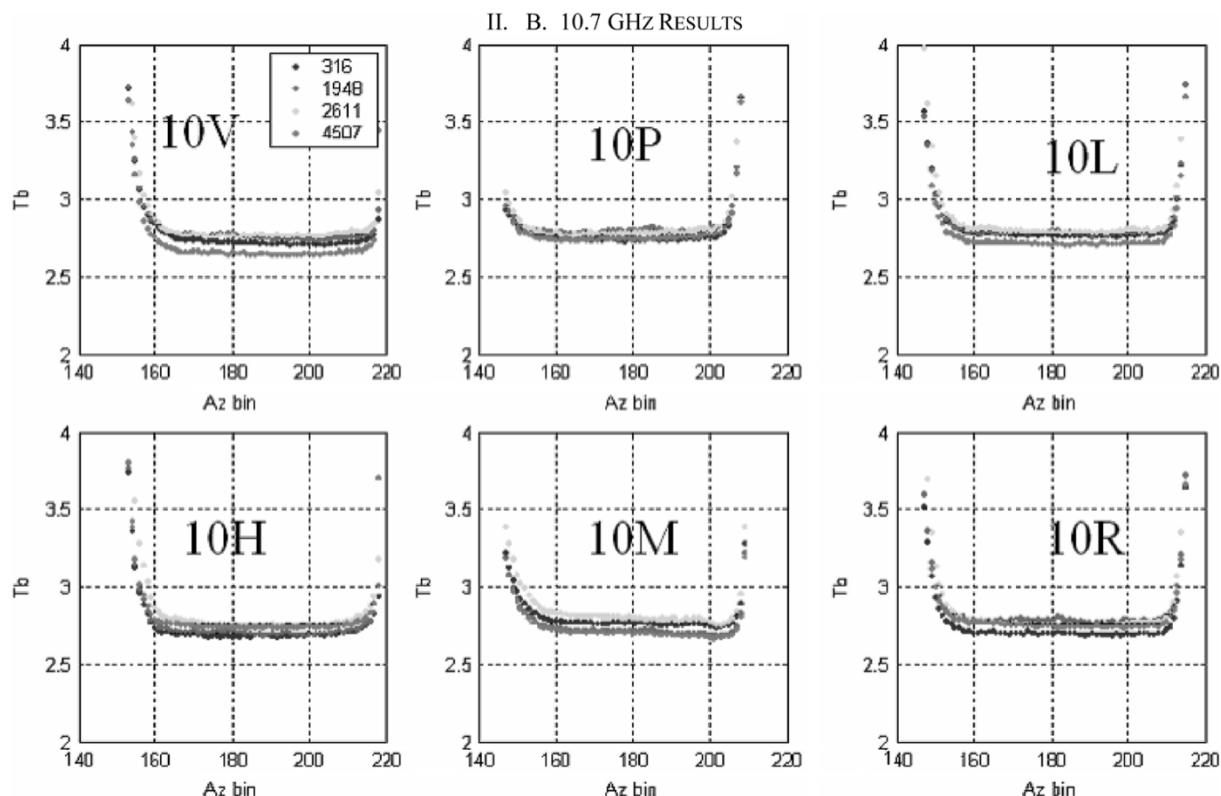 II. B. 10.7 GHZ RESULTS
4
3.5
3
2.5
2
Tb
10V
316
1948
2611
4507
140 160 180 200 220
Az bin
4
3.5
3
2.5
2
Tb
10P
140 160 180 200 220
Az bin
4
3.5
3
2.5
2
Tb
10L
140 160 180 200 220
Az bin
4
3.5
3
2.5
2
Tb
10H
140 160 180 200 220
Az bin
4
3.5
3
2.5
2
Tb
10M
140 160 180 200 220
Az bin
4
3.5
3
2.5
2
Tb
10R
140 160 180 200 220
Az bin